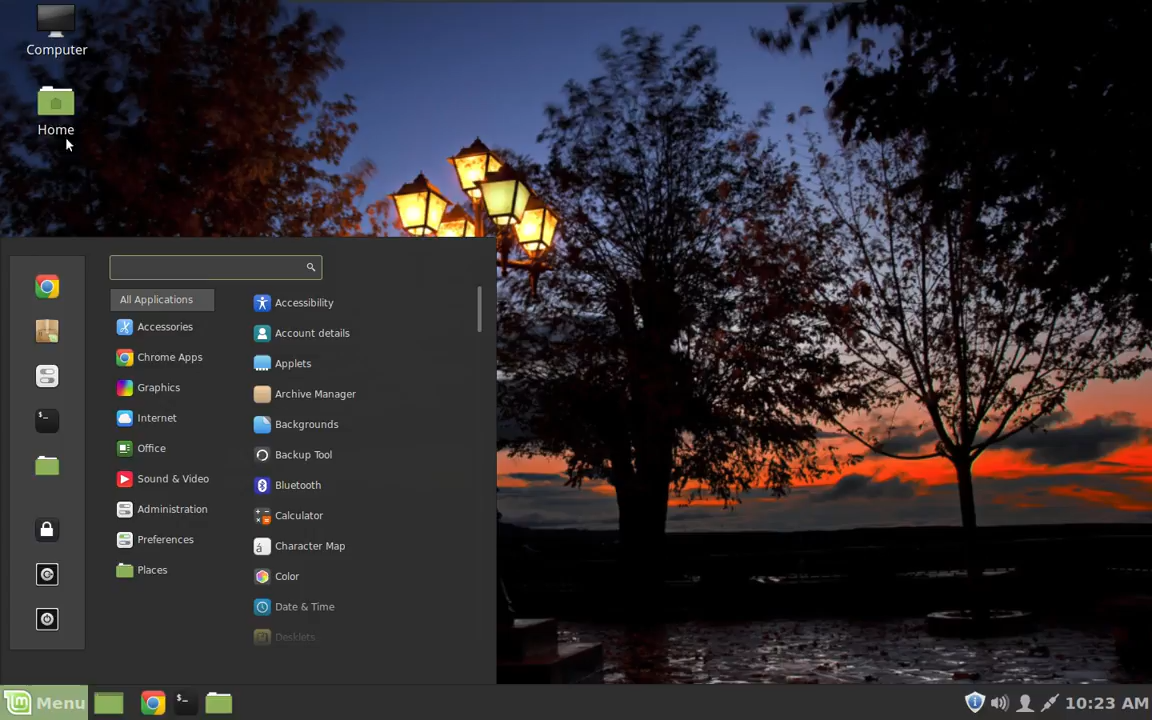 Computer
Home
All Applications
Accessories
Chrome Apps
Graphics
Internet
Office
Sound & Video
Administration
Preferences
Places
Accessibility
Account details
Applets
Archive Manager
Backgrounds
Backup Tool
Bluetooth
Calculator
Character Map
Color
Date & Time
Desklets
Menu
10:23 AM